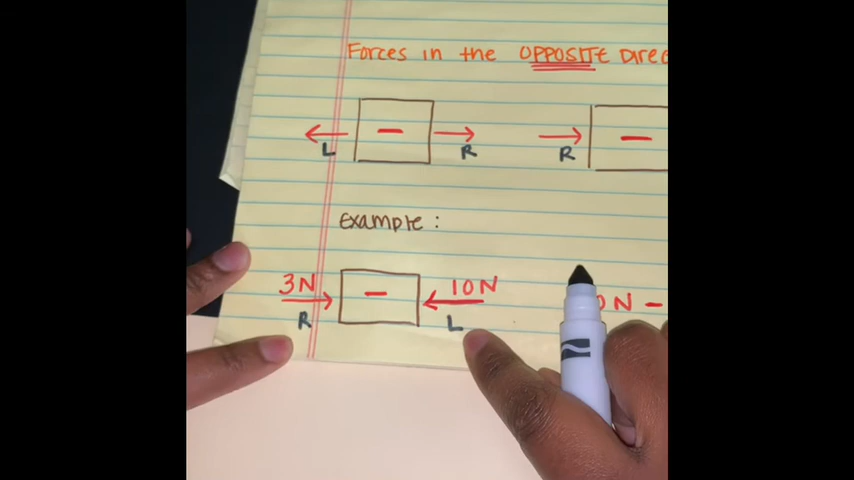 Forces in the OPPOSITE
L R R
Example :
3N 10N N -
R L